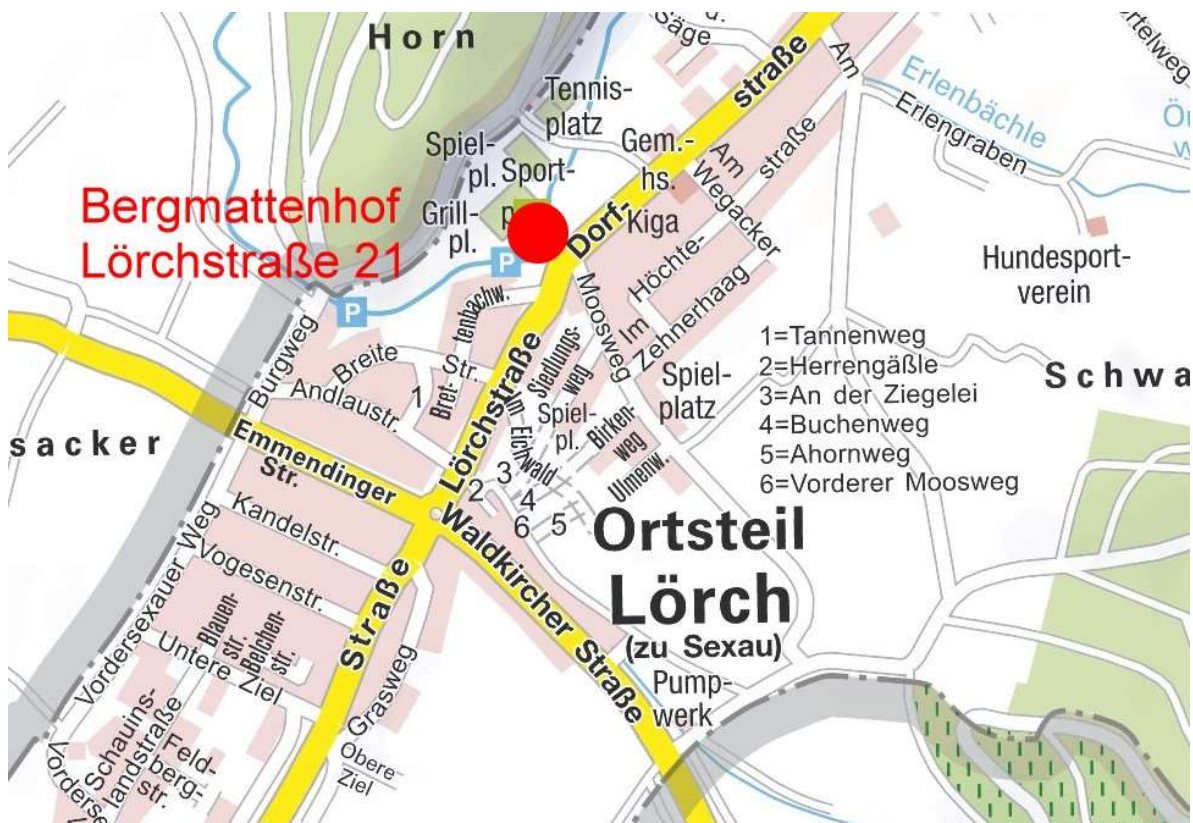 Horn
Säge
Am
Erlenbächle
Erlengraben
Tennis-
platz
straße
Spiel-
pl.
Sport-
Gem.-
hs.
Am
Wegacker
straße
Bergmattenhof
Lörchstraße 21
Grill-
pl.
P
Dorf-
Kiga
Höchte-
Hundesport-
verein
P
Moosweg
Im
Zehnerhaag
Burgweg
Breite
Str.
Andlaustr.
1
Bret-
tenbachw.
Lörchstraße
Siedlungs-
weg
Im
Eichwald
Spiel-
pl.
Birken-
weg
Ulmenw.
Spiel-
platz
1=Tannenweg
2=Herrengäßle
3=An der Ziegelei
4=Buchenweg
5=Ahornweg
6=Vorderer Moosweg
Schwa
sacker
Emmendinger
Str.
2
3
4
5
6
Kandelstr.
Vogesenstr.
Vordersexauer Weg
Blauen-
str.
Belchen-
str.
Untere Ziel
Straße
Grasweg
Waldkircher Straße
Ortsteil
Lörch
(zu Sexau)
Pump-
werk
Schauins-
landstraße
Feld-
berg-
str.
Obere-
Ziel